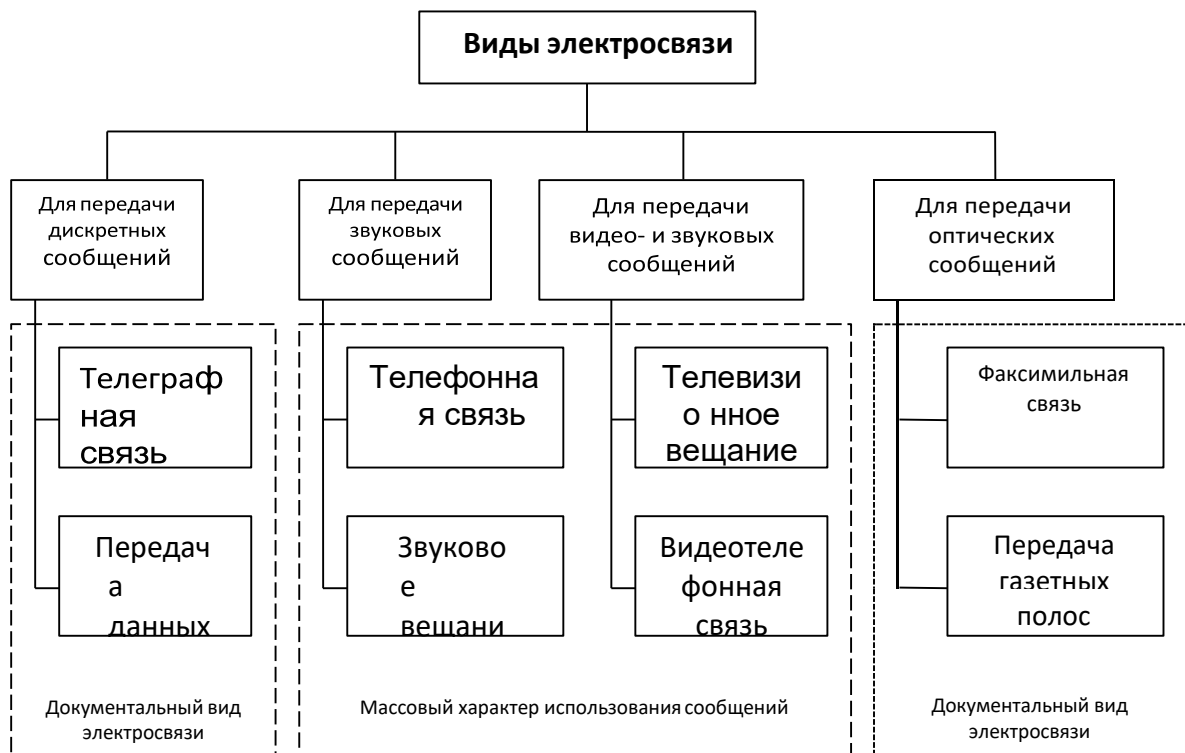 Виды электросвязи
Для передачи
дискретных
сообщений
Для передачи
звуковых
сообщений
Для передачи
видео- и звуковых
сообщений
Для передачи
оптических
сообщений
Телеграф
ная
связь
Телефонна
я связь
Телевизи
о нное
вещание
Факсимильная
связь
Передач
а
данных
Звуково
е
вещани
Видеотеле
фонная
связь
Передача
газетных
полос
Документальный вид
электросвязи
Массовый характер использования сообщений
Документальный вид
электросвязи